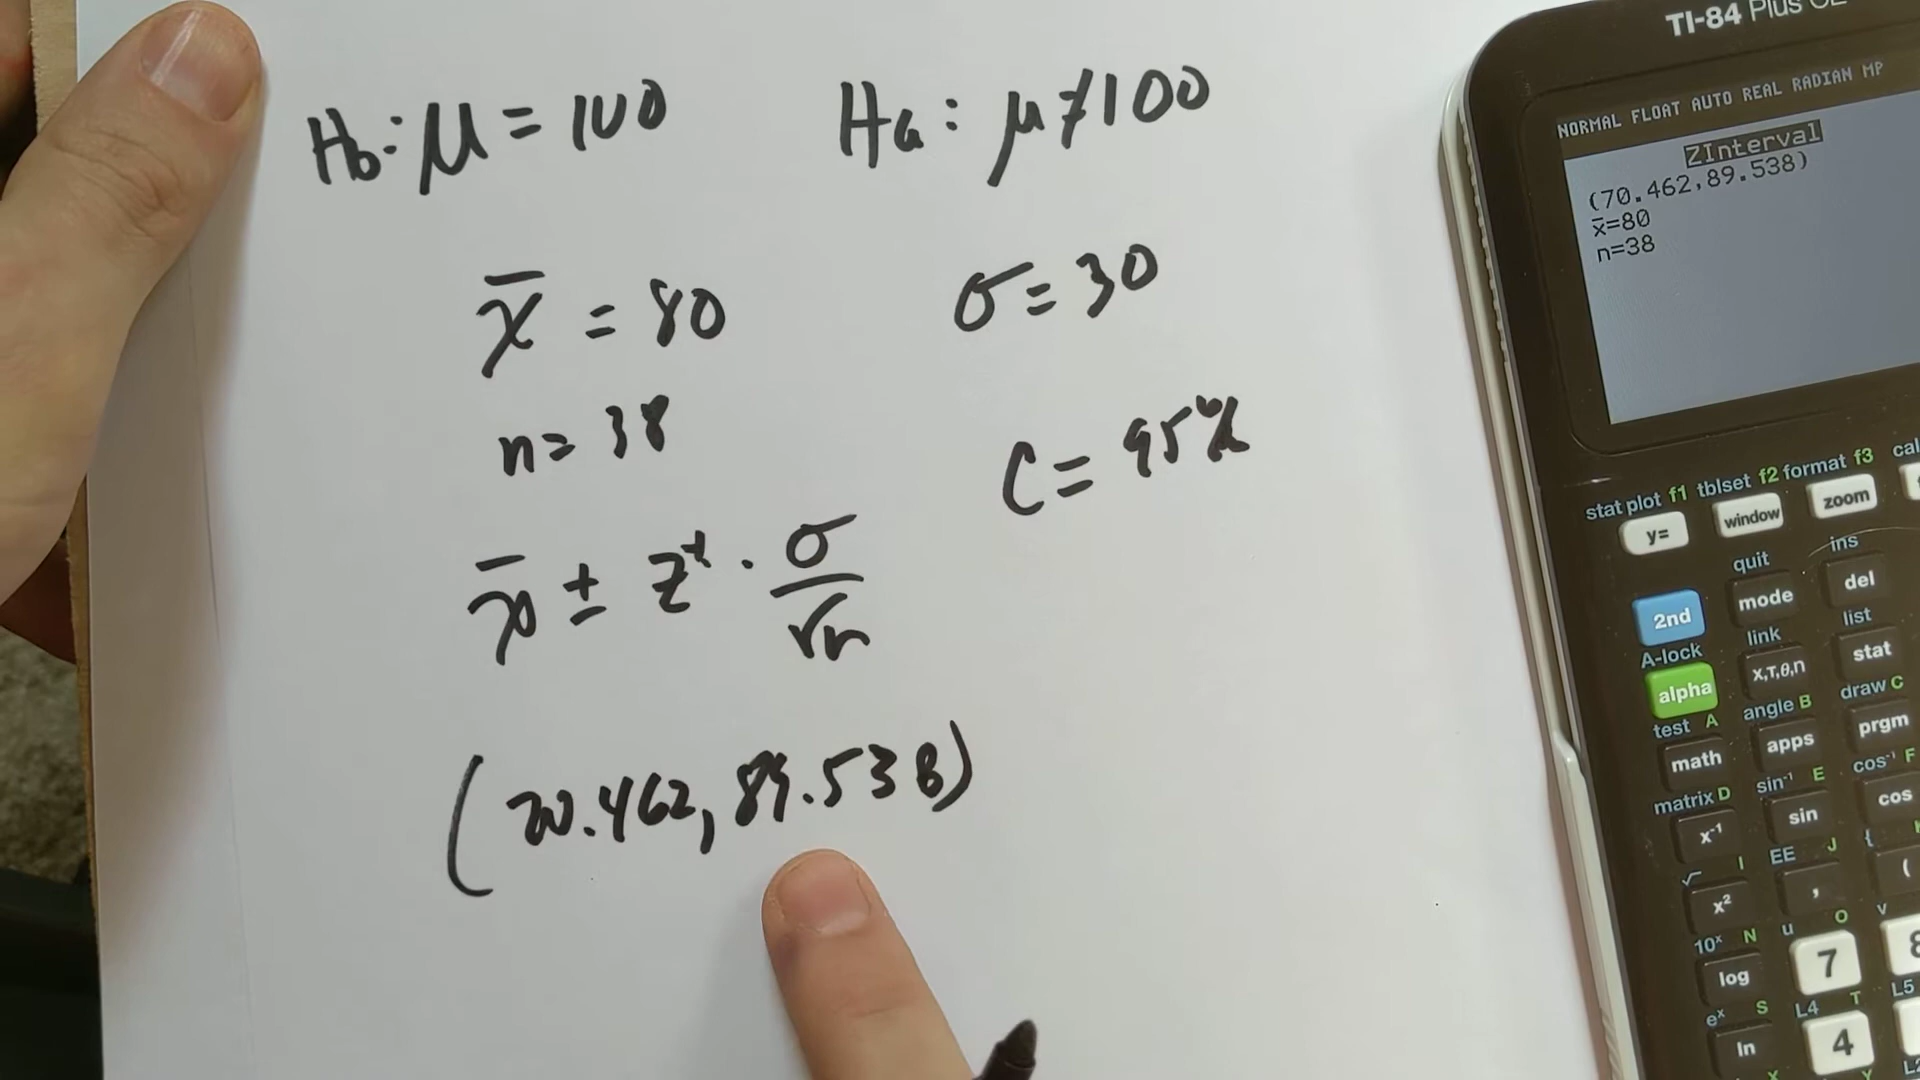 H₀: μ = 100   Ha: μ ≠ 100
x̄ = 80   σ = 30
n = 38   C = 95%
x̄ ± z* · σ/√n
(70.462, 89.538)
TI-84 Plus CE
NORMAL FLOAT AUTO REAL RADIAN MP
ZInterval
(70.462,89.538)
x̄=80
n=38
stat plot f1 tblset f2 format f3
y= window zoom
quit ins
2nd mode del
A-lock link list
alpha X,T,θ,n stat
test A angle B draw C
math apps prgm
matrix D sin⁻¹ E cos⁻¹ F
x⁻¹ sin cos
√ I EE J { K
x² , (
10ˣ N u O v
log 7 8
eˣ S L4 T L5
ln 4